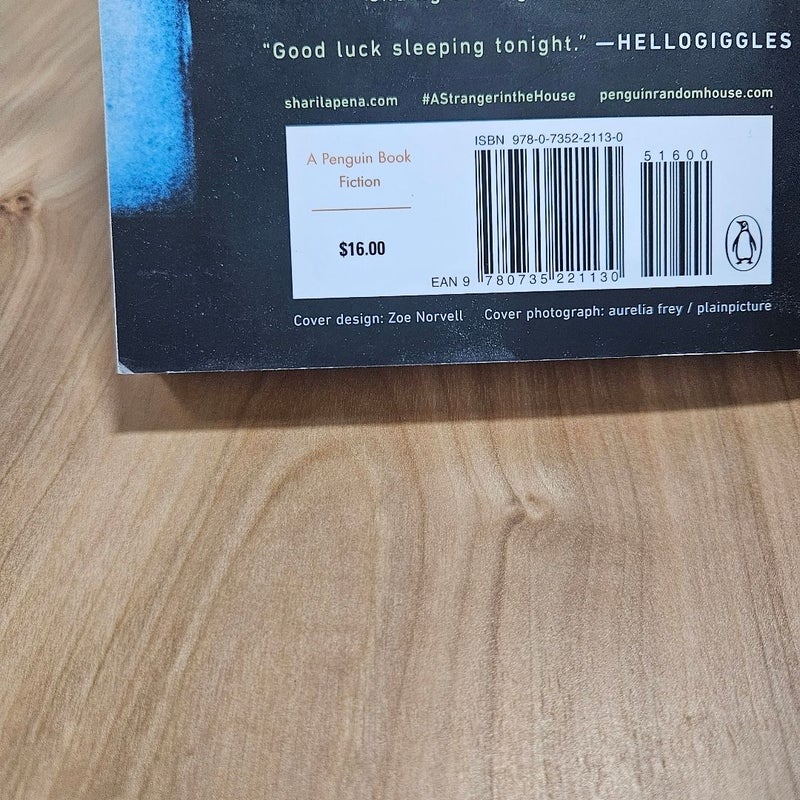 “Good luck sleeping tonight.” —HELLOGIGGLES
sharilapena.com #AStrangerintheHouse penguinrandomhouse.com
A Penguin Book
Fiction
$16.00
ISBN 978-0-7352-2113-0
51600
EAN 9 780735 221130
Cover design: Zoe Norvell Cover photograph: aurelia frey / plainpicture